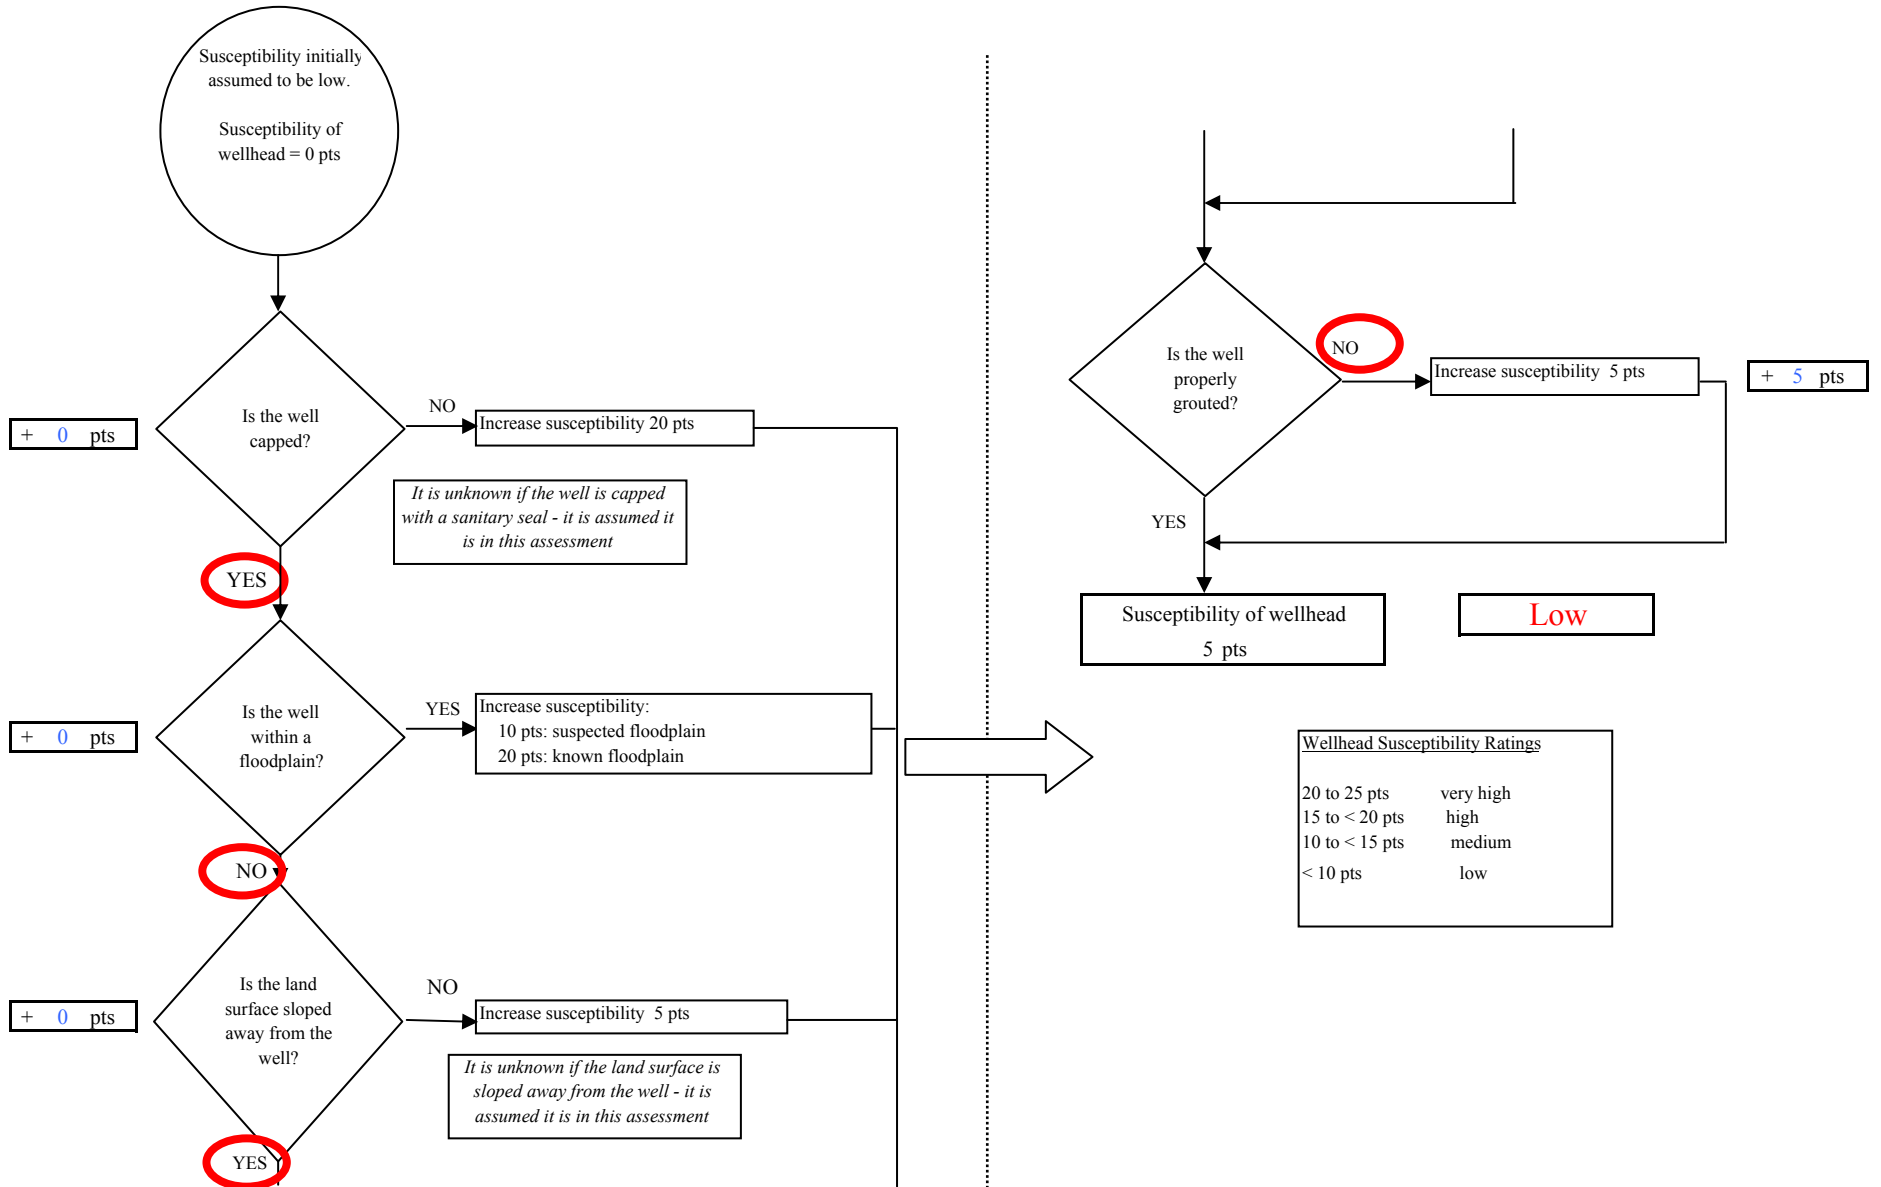 Susceptibility initially
assumed to be low.
Susceptibility of
wellhead = 0 pts
Is the well
capped?
+ 0 pts
NO
Increase susceptibility 20 pts
It is unknown if the well is capped
with a sanitary seal - it is assumed it
is in this assessment
YES
Is the well
within a
floodplain?
+ 0 pts
YES
Increase susceptibility:
10 pts: suspected floodplain
20 pts: known floodplain
NO
Is the land
surface sloped
away from the
well?
+ 0 pts
NO
Increase susceptibility 5 pts
It is unknown if the land surface is
sloped away from the well - it is
assumed it is in this assessment
YES
Is the well
properly
grouted?
NO
Increase susceptibility 5 pts
+ 5 pts
YES
Susceptibility of wellhead
5 pts
Low
Wellhead Susceptibility Ratings
20 to 25 pts very high
15 to < 20 pts high
10 to < 15 pts medium
< 10 pts low